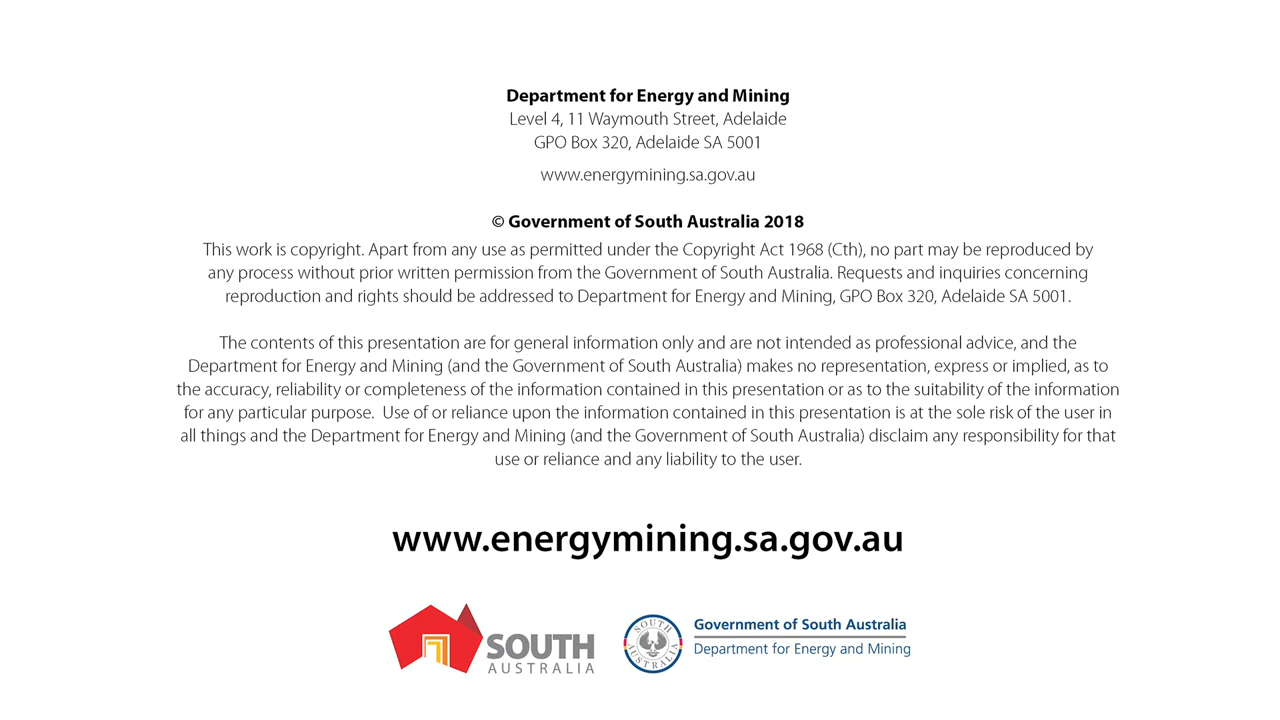 Department for Energy and Mining
Level 4, 11 Waymouth Street, Adelaide
GPO Box 320, Adelaide SA 5001
www.energymining.sa.gov.au
© Government of South Australia 2018
This work is copyright. Apart from any use as permitted under the Copyright Act 1968 (Cth), no part may be reproduced by
any process without prior written permission from the Government of South Australia. Requests and inquiries concerning
reproduction and rights should be addressed to Department for Energy and Mining, GPO Box 320, Adelaide SA 5001.
The contents of this presentation are for general information only and are not intended as professional advice, and the
Department for Energy and Mining (and the Government of South Australia) makes no representation, express or implied, as to
the accuracy, reliability or completeness of the information contained in this presentation or as to the suitability of the information
for any particular purpose.  Use of or reliance upon the information contained in this presentation is at the sole risk of the user in
all things and the Department for Energy and Mining (and the Government of South Australia) disclaim any responsibility for that
use or reliance and any liability to the user.
www.energymining.sa.gov.au
SOUTH
AUSTRALIA
SOUTH
AUSTRALIA
Government of South Australia
Department for Energy and Mining